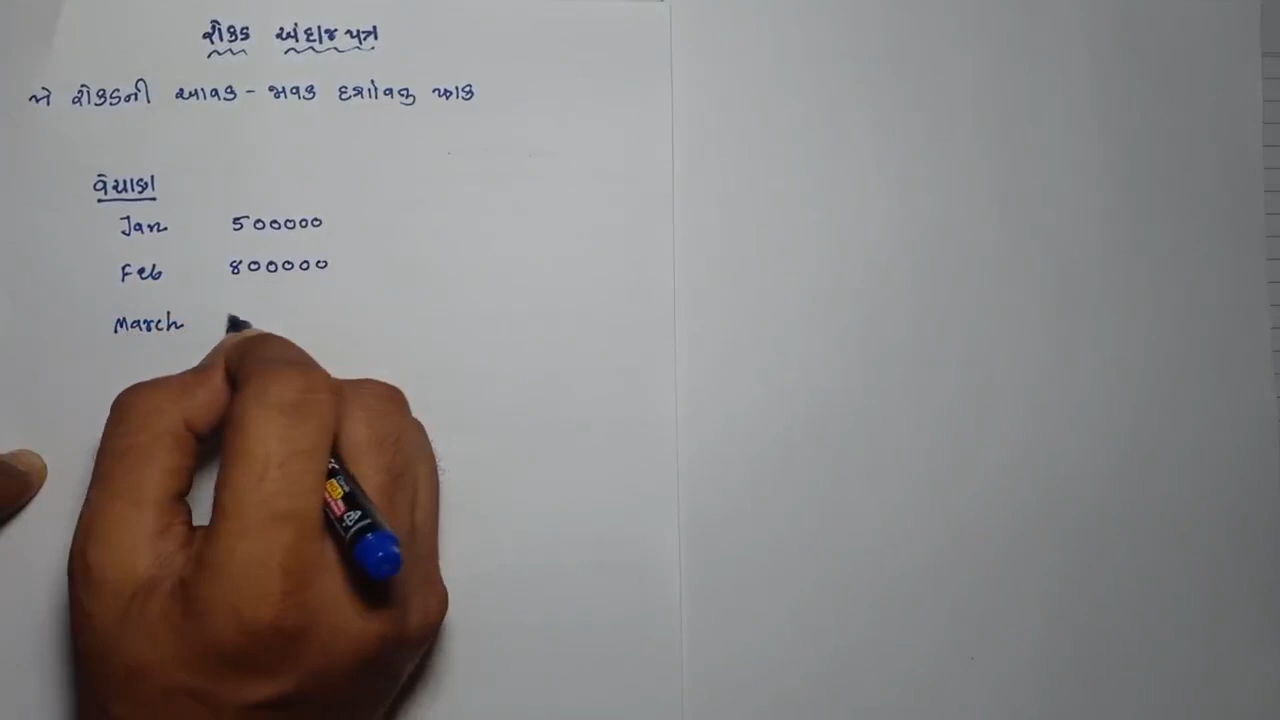 રોકડ અંદાજપત્ર
એ રોકડની આવક - જાવક દર્શાવતુ
વેચાણ
Jan 500000
Feb 800000
March